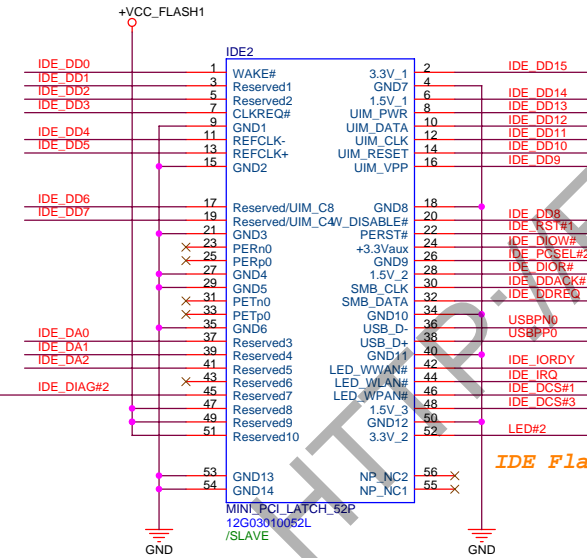 +VCC_FLASH1
IDE2
IDE_DD0 1 WAKE# 3.3V_1 2 IDE_DD15
IDE_DD1 3 Reserved1 GND7 4
IDE_DD2 5 Reserved2 1.5V_1 6 IDE_DD14
IDE_DD3 7 CLKREQ# UIM_PWR 8 IDE_DD13
9 GND1 UIM_DATA 10 IDE_DD12
IDE_DD4 11 REFCLK- UIM_CLK 12 IDE_DD11
IDE_DD5 13 REFCLK+ UIM_RESET 14 IDE_DD10
15 GND2 UIM_VPP 16 IDE_DD9
IDE_DD6 17 Reserved/UIM_C8 GND8 18
IDE_DD7 19 Reserved/UIM_C4 W_DISABLE# 20 IDE_DD8
21 GND3 PERST# 22 IDE_RST#1
23 PERn0 +3.3Vaux 24 IDE_DIOW#
25 PERp0 GND9 26 IDE_PCSEL#2
27 GND4 1.5V_2 28 IDE_DIOR#
29 GND5 SMB_CLK 30 IDE_DDACK#
31 PETn0 SMB_DATA 32 IDE_DDREQ
33 PETp0 GND10 34
35 GND6 USB_D- 36 USBPN0
IDE_DA0 37 Reserved3 USB_D+ 38 USBPP0
IDE_DA1 39 Reserved4 GND11 40
IDE_DA2 41 Reserved5 LED_WWAN# 42 IDE_IORDY
43 Reserved6 LED_WLAN# 44 IDE_IRQ
IDE_DIAG#2 45 Reserved7 LED_WPAN# 46 IDE_DCS#1
47 Reserved8 1.5V_3 48 IDE_DCS#3
49 Reserved9 GND12 50
51 Reserved10 3.3V_2 52 LED#2
IDE Fla
53 GND13 NP_NC2 56
54 GND14 NP_NC1 55
MINI_PCI_LATCH_52P
12G03010052L
/SLAVE
GND GND
HTTP:/